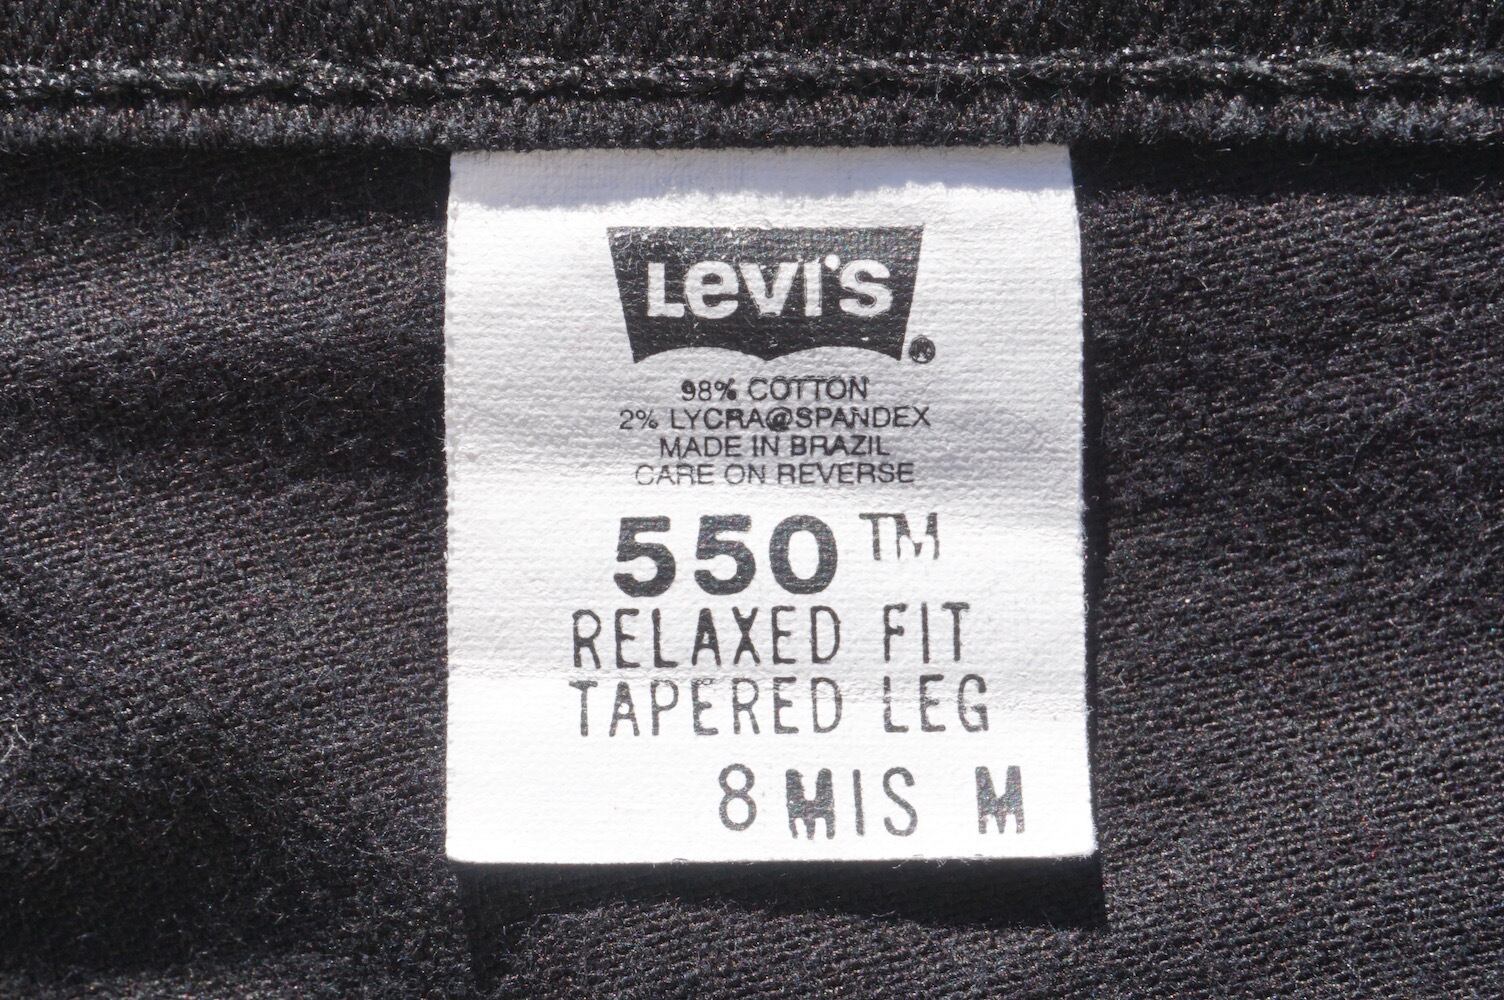 Levi's ®
98% COTTON
2% LYCRA@SPANDEX
MADE IN BRAZIL
CARE ON REVERSE
550™
RELAXED FIT
TAPERED LEG
8 MIS M